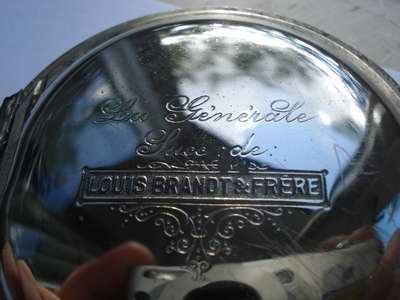 La Générale
Succ de:
LOUIS BRANDT & FRÈRE